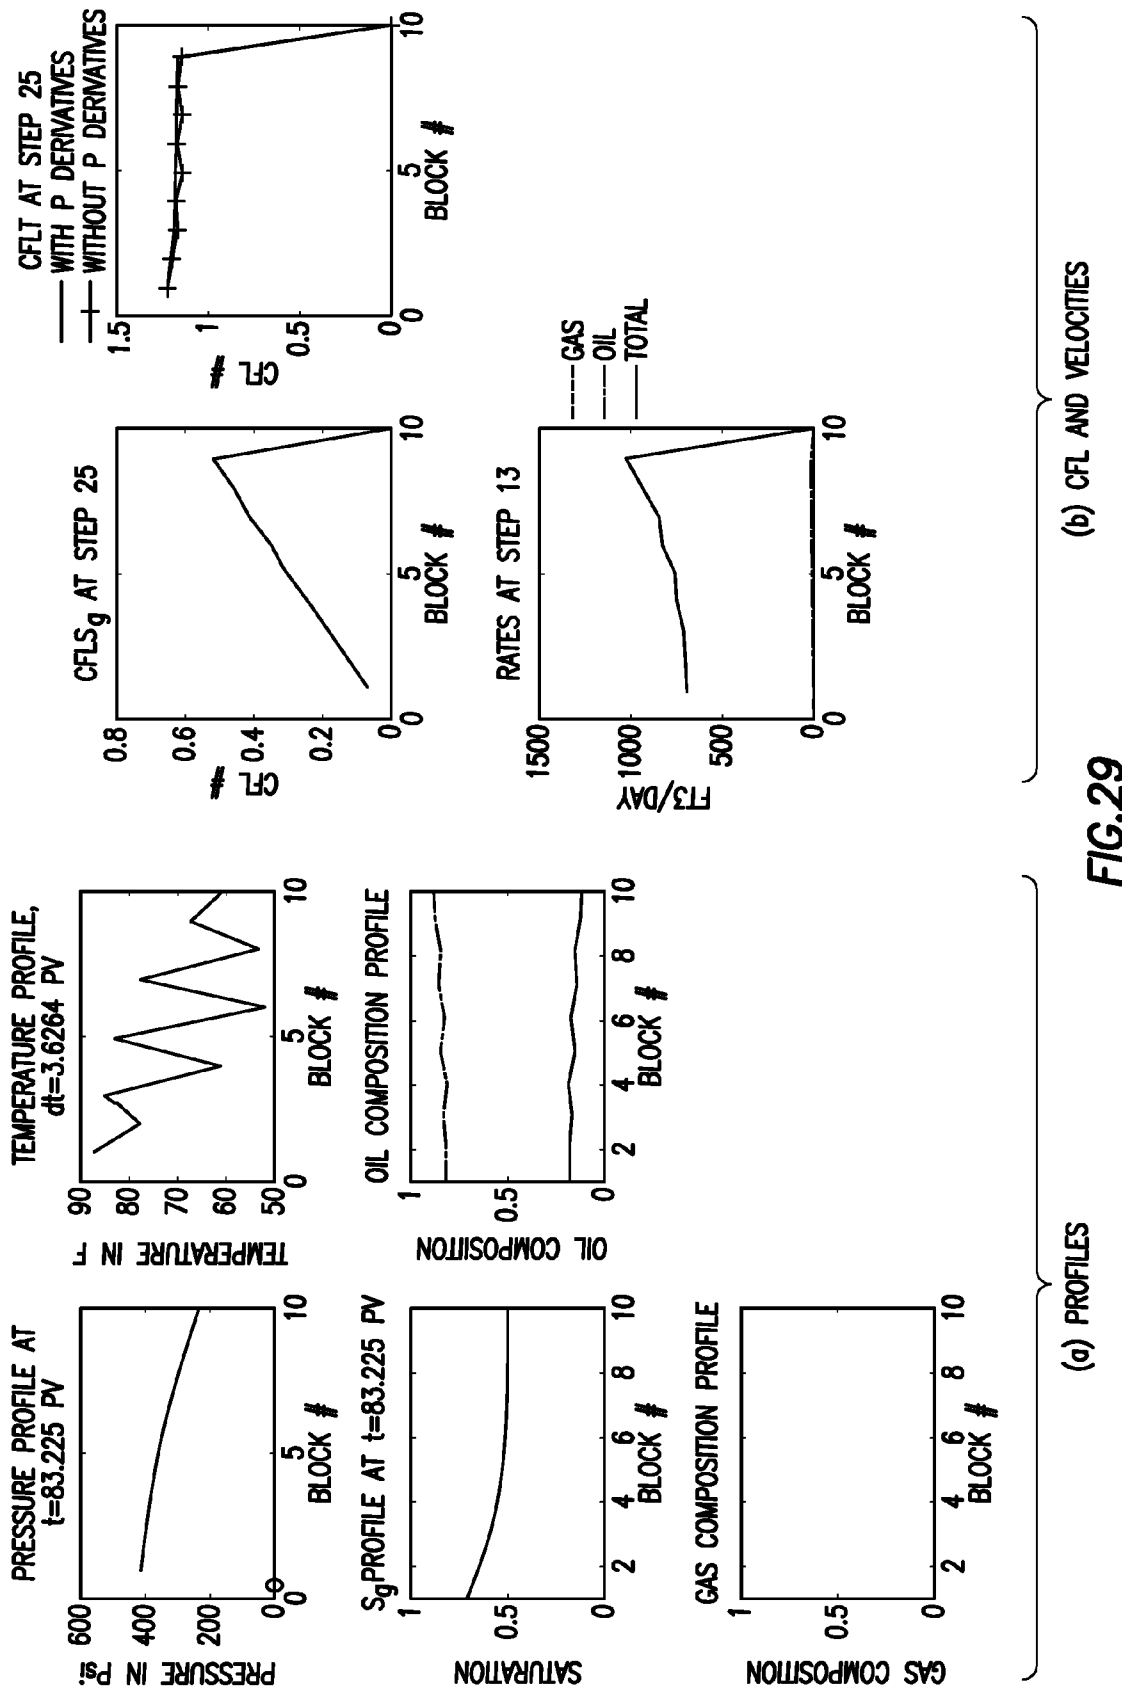 PRESSURE PROFILE AT
t=83.225 PV
PRESSURE IN Psi
600
400
200
0
0
5
10
BLOCK #
TEMPERATURE PROFILE,
dt=3.6264 PV
TEMPERATURE IN F
90
80
70
60
50
0
5
10
BLOCK #
SgPROFILE AT t=83.225 PV
SATURATION
1
0.5
0
2
4
6
8
10
BLOCK #
OIL COMPOSITION PROFILE
OIL COMPOSIITON
1
0.5
0
2
4
6
8
10
BLOCK #
GAS COMPOSITION PROFILE
GAS COMPOSITION
1
0.5
0
2
4
6
8
10
BLOCK #
(a) PROFILES
CFLSg AT STEP 25
CFL #
0.8
0.6
0.4
0.2
0
0
5
10
BLOCK #
CFLT AT STEP 25
WITH P DERIVATIVES
WITHOUT P DERIVATIVES
CFL #
1.5
1
0.5
0
0
5
10
BLOCK #
RATES AT STEP 13
FT3/DAY
1500
1000
500
0
0
5
10
BLOCK #
GAS
OIL
TOTAL
(b) CFL AND VELOCITIES
FIG.29